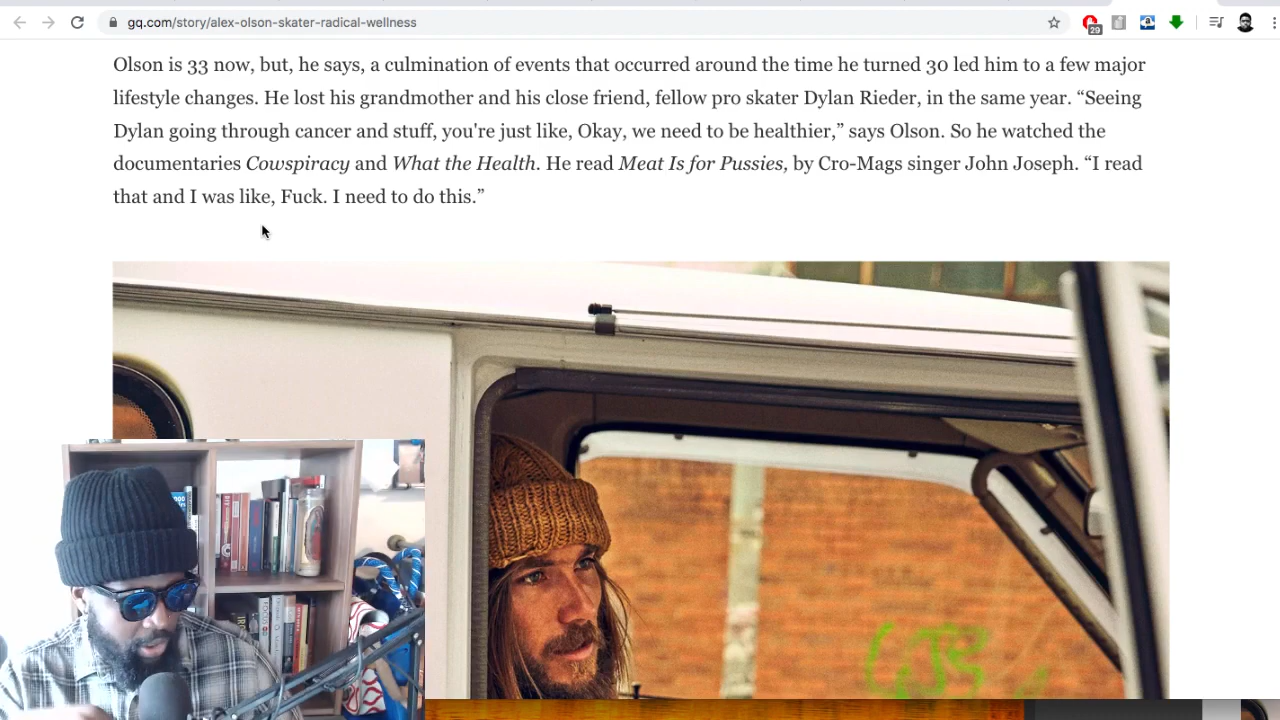 gq.com/story/alex-olson-skater-radical-wellness
29
Olson is 33 now, but, he says, a culmination of events that occurred around the time he turned 30 led him to a few major
lifestyle changes. He lost his grandmother and his close friend, fellow pro skater Dylan Rieder, in the same year. “Seeing
Dylan going through cancer and stuff, you're just like, Okay, we need to be healthier,” says Olson. So he watched the
documentaries Cowspiracy and What the Health. He read Meat Is for Pussies, by Cro-Mags singer John Joseph. “I read
that and I was like, Fuck. I need to do this.”